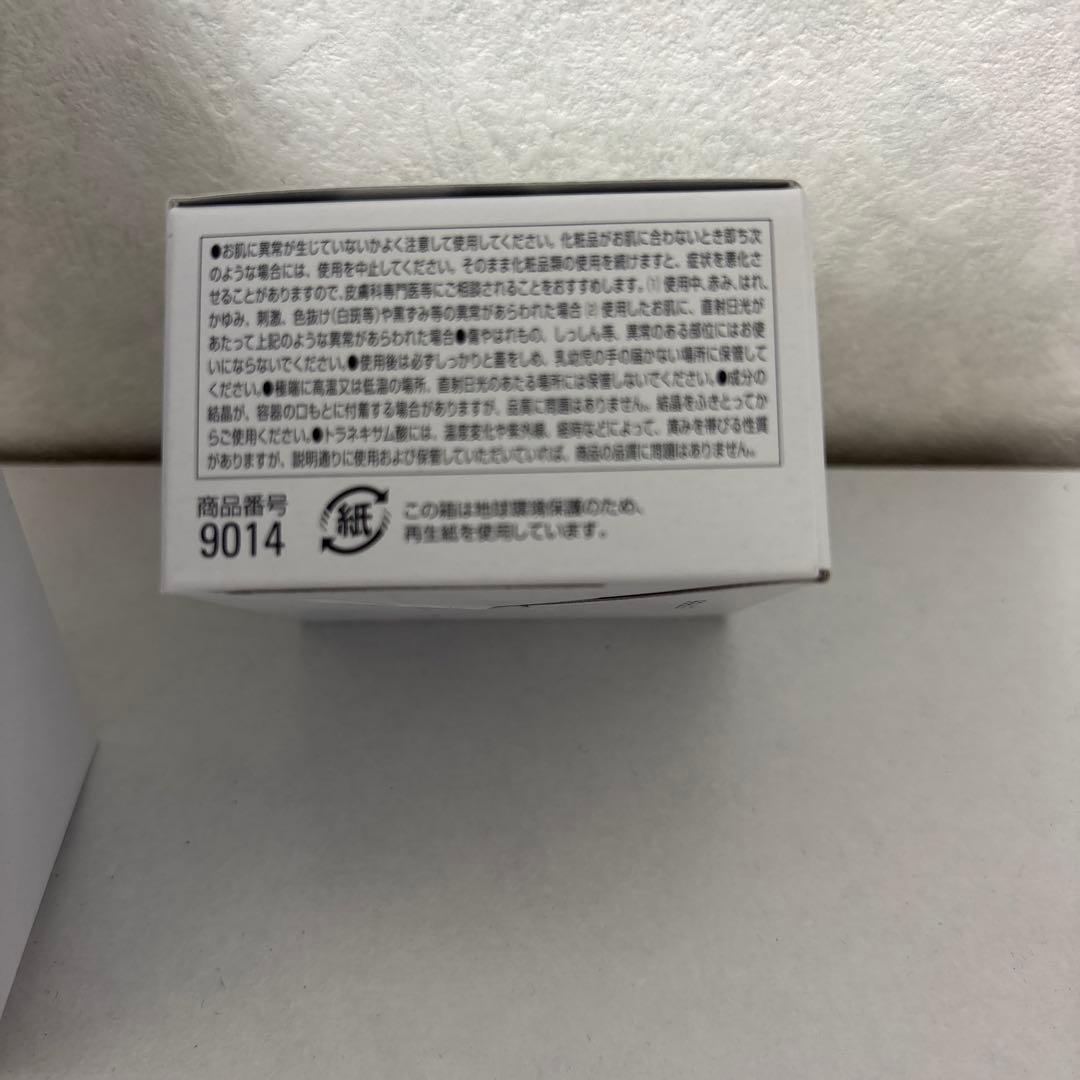 ●お肌に異常が生じていないかよく注意して使用してください。化粧品がお肌に合わないとき即ち次
のような場合には、使用を中止してください。そのまま化粧品類の使用を続けますと、症状を悪化さ
せることがありますので、皮膚科専門医等にご相談されることをおすすめします。(1)使用中、赤み、はれ、
かゆみ、刺激、色抜け(白斑等)や黒ずみ等の異常があらわれた場合(2)使用したお肌に、直射日光が
あたって上記のような異常があらわれた場合●傷やはれもの、しっしん等、異常のある部位にはお使
いにならないでください。●使用後は必ずしっかりと蓋をしめ、乳幼児の手の届かない場所に保管して
ください。●極端に高温又は低温の場所、直射日光のあたる場所には保管しないでください。●成分の
結晶が、容器の口もとに付着する場合がありますが、品質に問題はありません。結晶をふきとってか
らご使用ください。●トラネキサム酸には、温度変化や紫外線、経時などによって、黄みを帯びる性質
がありますが、説明通りに使用および保管していただいていれば、商品の品質に問題はありません。
商品番号
9014
紙
この箱は地球環境保護のため、
再生紙を使用しています。